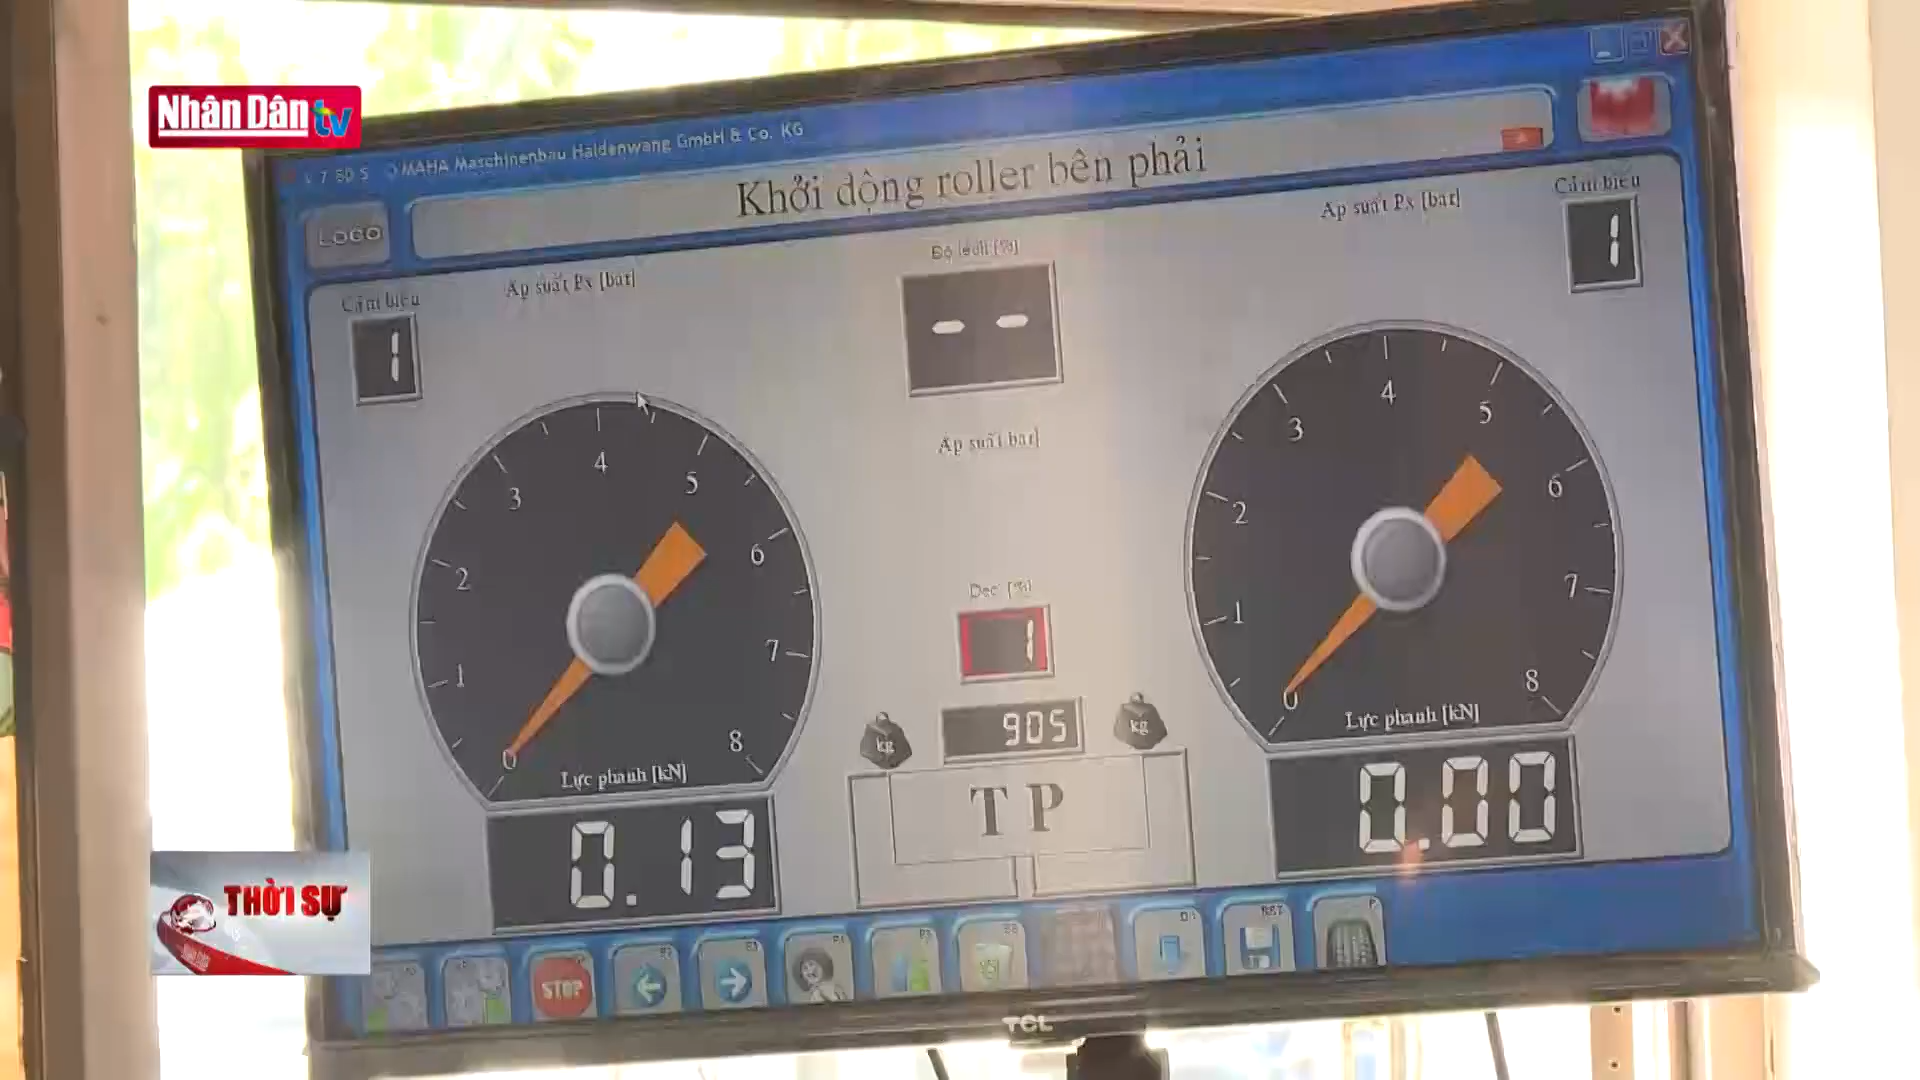 Nhân Dân tv
MAHA Maschinenbau Haldenwang GmbH & Co. KG
Khởi động roller bên phải
LOGO
Áp suất Px [bar]
Cảm biến
1
Cảm biến
1
Áp suất Px [bar]
Độ lệch [%]
- -
Áp suất bar]
0 1 2 3 4 5 6 7 8
Lực phanh [kN]
0.13
Dec [%]
1
kg
905
kg
TP
0 1 2 3 4 5 6 7 8
Lực phanh [kN]
0.00
THỜI SỰ
STOP
TCL